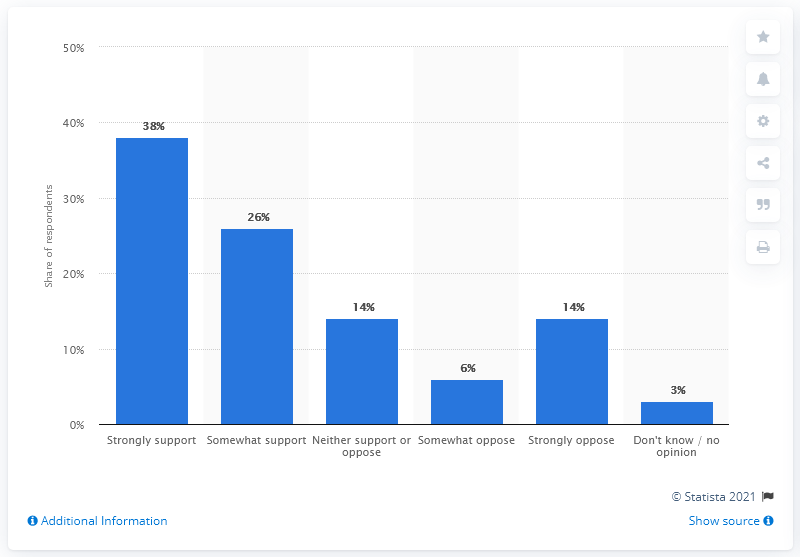 50%
40%
30%
20%
10%
0%
Share of respondents
38%
26%
14%
6%
14%
3%
Strongly support
Somewhat support
Neither support or
oppose
Somewhat oppose
Strongly oppose
Don't know / no
opinion
© Statista 2021
Additional Information
Show source